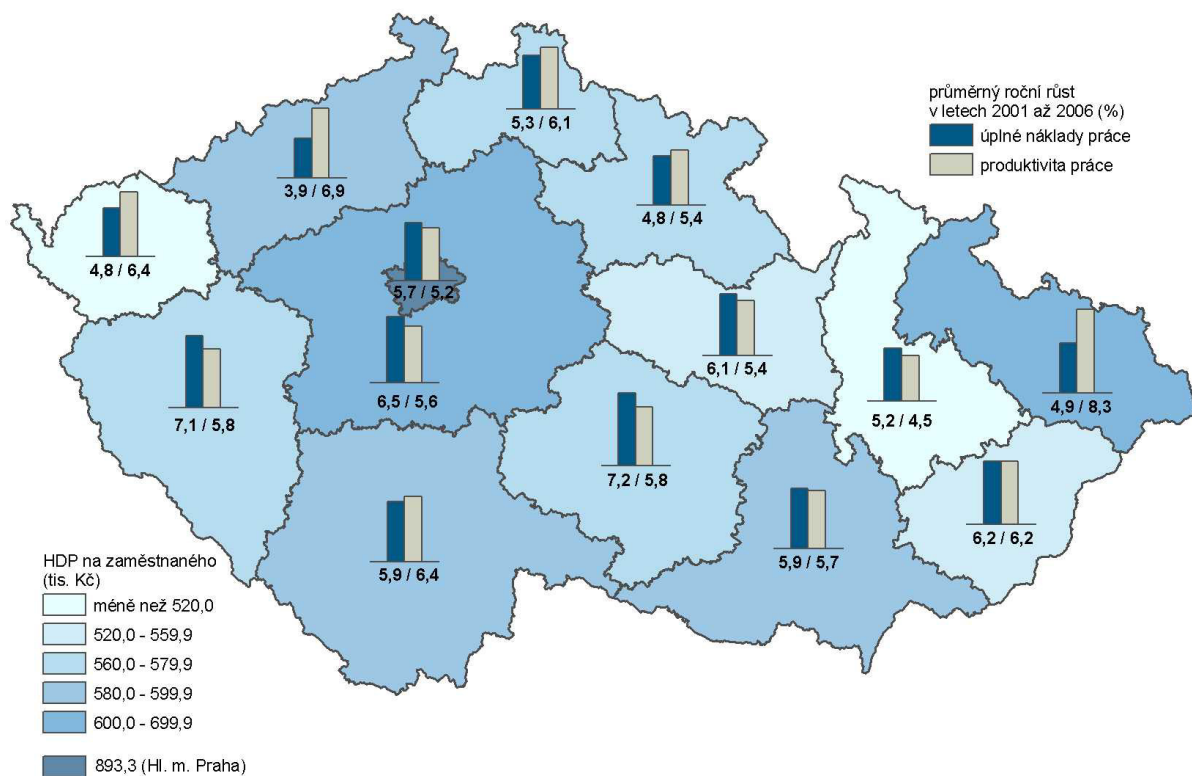 5,3 / 6,1
3,9 / 6,9
4,8 / 5,4
4,8 / 6,4
5,7 / 5,2
6,1 / 5,4
6,5 / 5,6
7,1 / 5,8
5,2 / 4,5
4,9 / 8,3
7,2 / 5,8
6,2 / 6,2
5,9 / 6,4
5,9 / 5,7
průměrný roční růst
v letech 2001 až 2006 (%)
úplné náklady práce
produktivita práce
HDP na zaměstnaného
(tis. Kč)
méně než 520,0
520,0 - 559,9
560,0 - 579,9
580,0 - 599,9
600,0 - 699,9
893,3 (Hl. m. Praha)